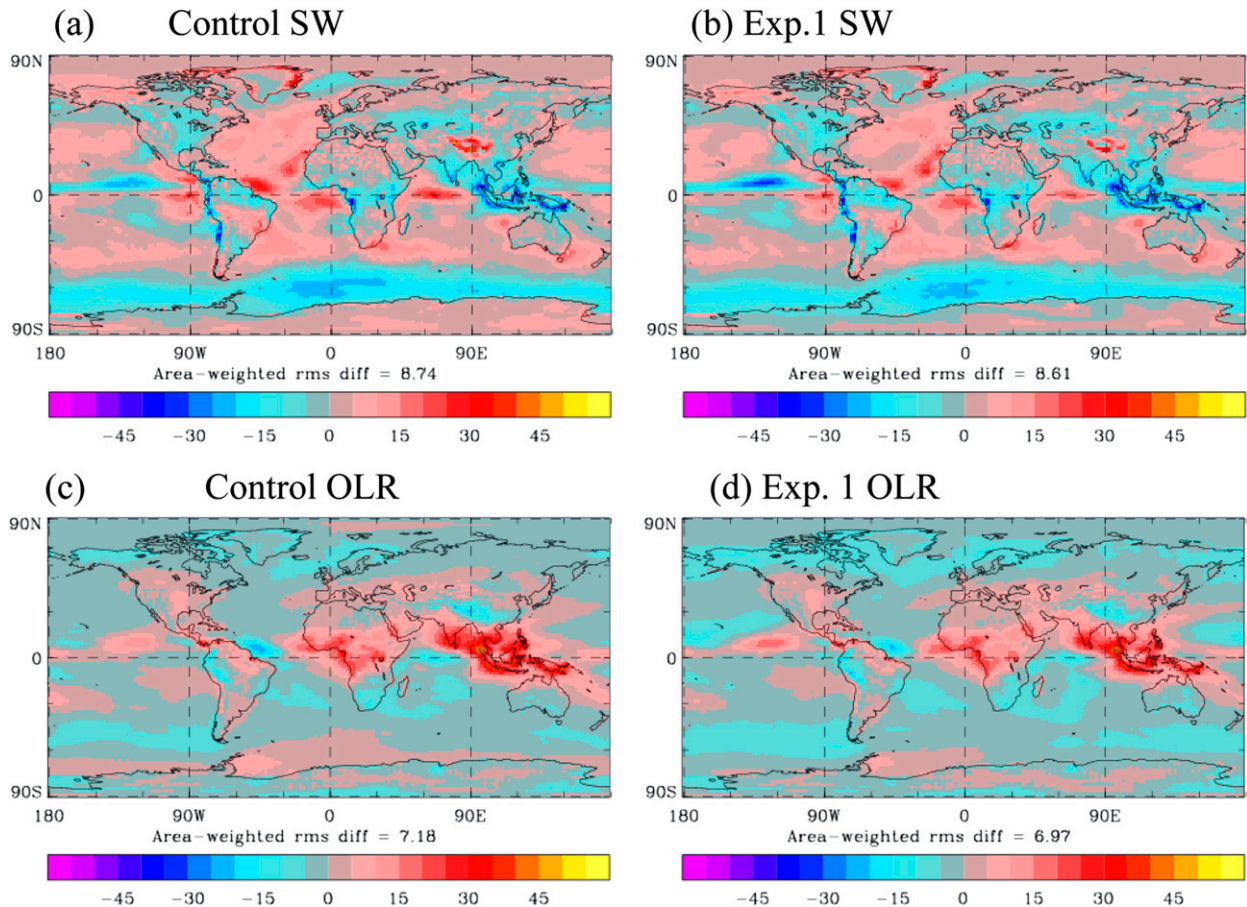 (a) Control SW
(b) Exp.1 SW
90N
0
90S
180 90W 0 90E
Area-weighted rms diff = 8.74
-45 -30 -15 0 15 30 45
90N
0
90S
180 90W 0 90E
Area-weighted rms diff = 8.61
-45 -30 -15 0 15 30 45
(c) Control OLR
(d) Exp. 1 OLR
90N
0
90S
180 90W 0 90E
Area-weighted rms diff = 7.18
-45 -30 -15 0 15 30 45
90N
0
90S
180 90W 0 90E
Area-weighted rms diff = 6.97
-45 -30 -15 0 15 30 45